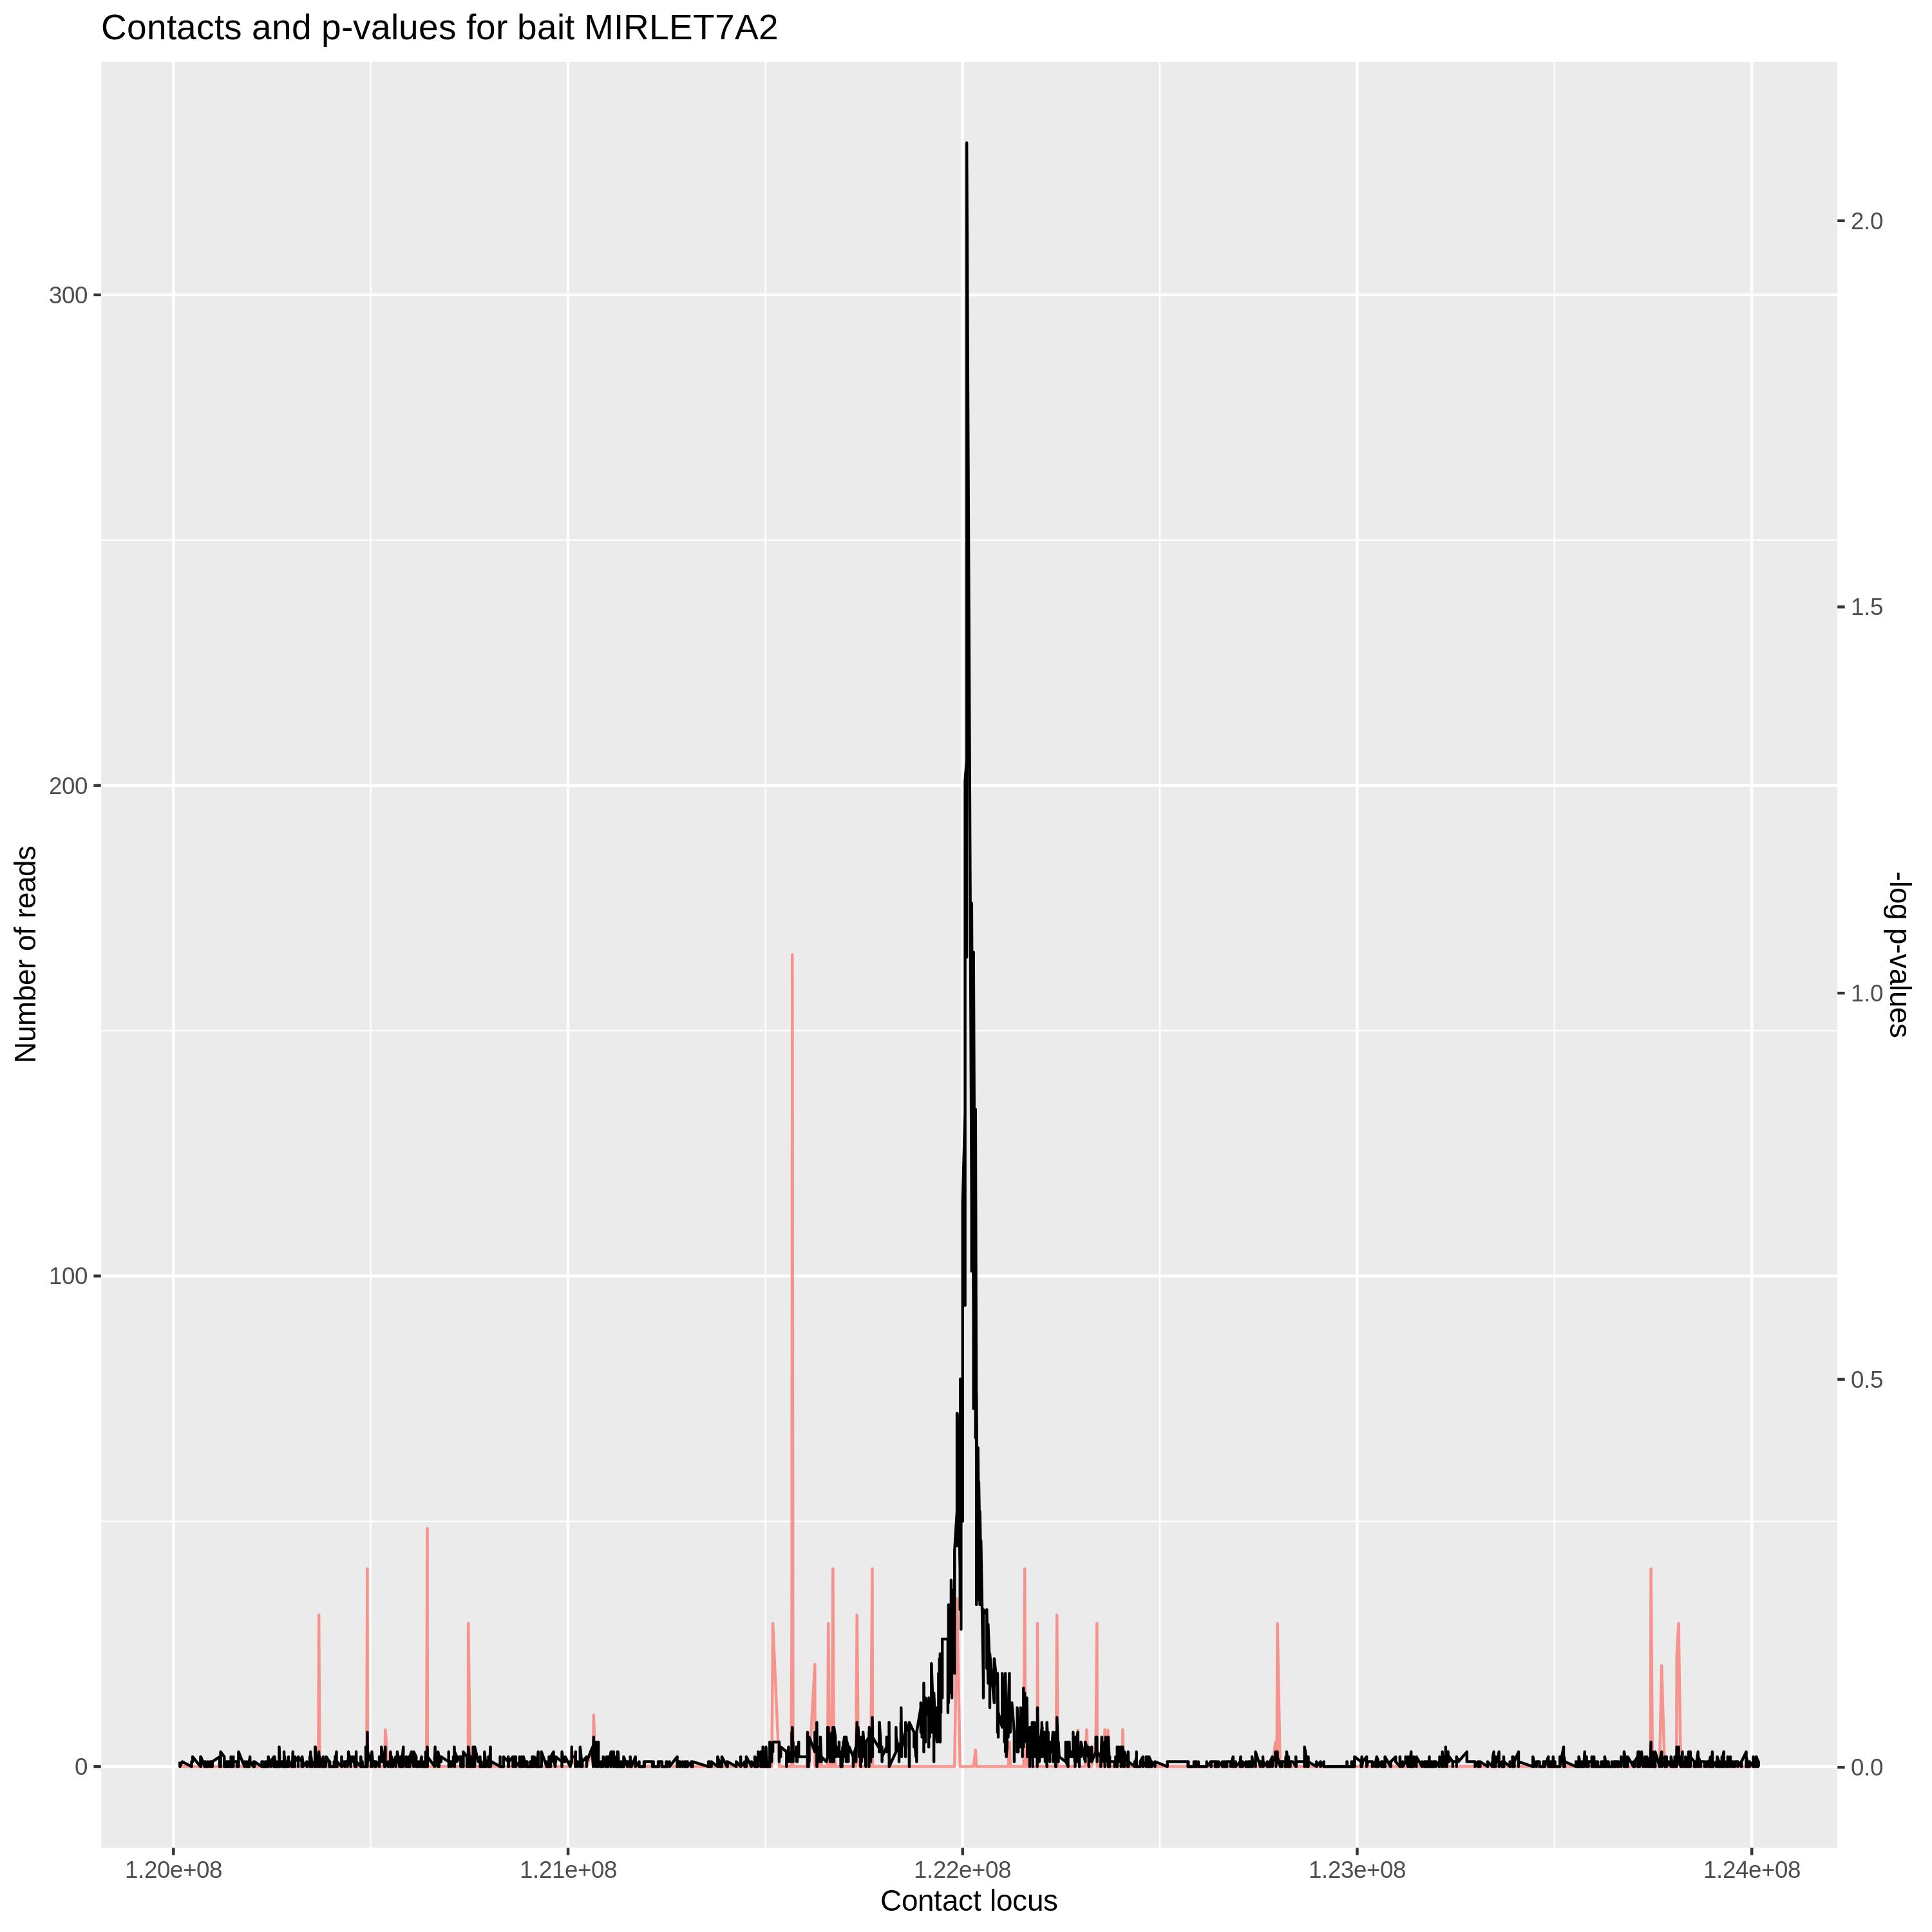 Contacts and p-values for bait MIRLET7A2
Number of reads
300
200
100
0
-log p-values
2.0
1.5
1.0
0.5
0.0
1.20e+08
1.21e+08
1.22e+08
1.23e+08
1.24e+08
Contact locus